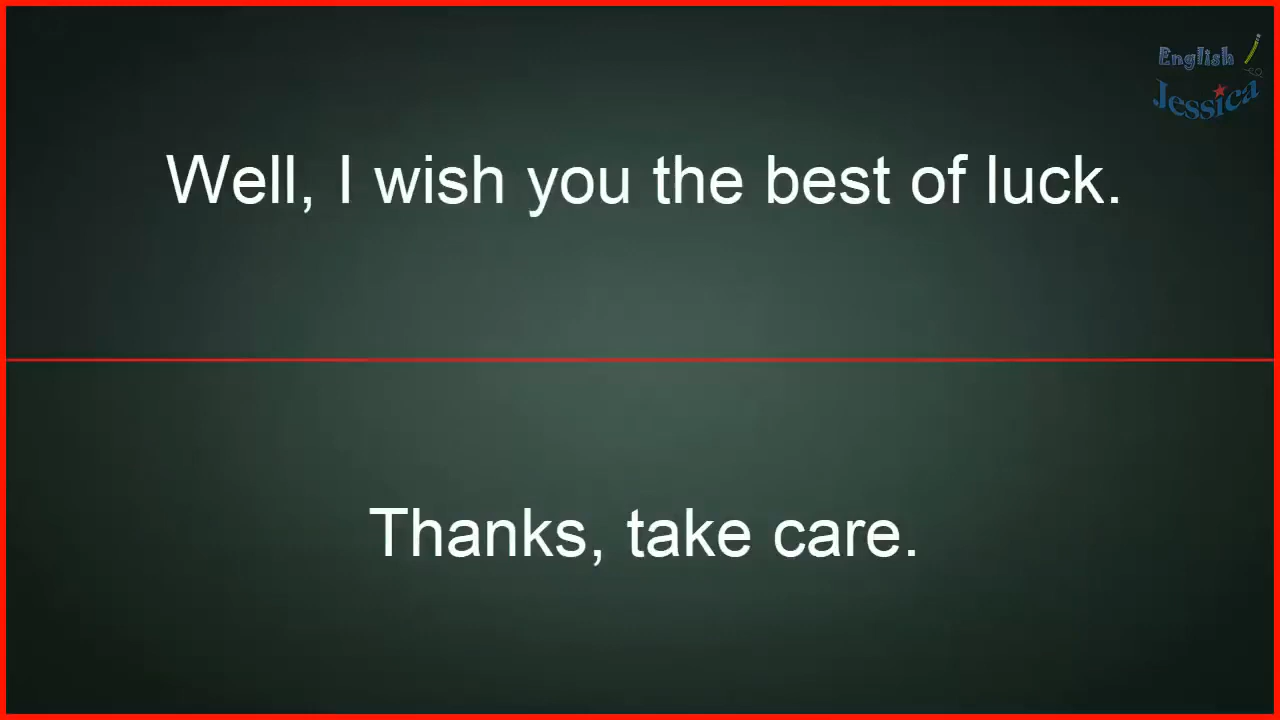 English
Jessica
Well, I wish you the best of luck.
Thanks, take care.